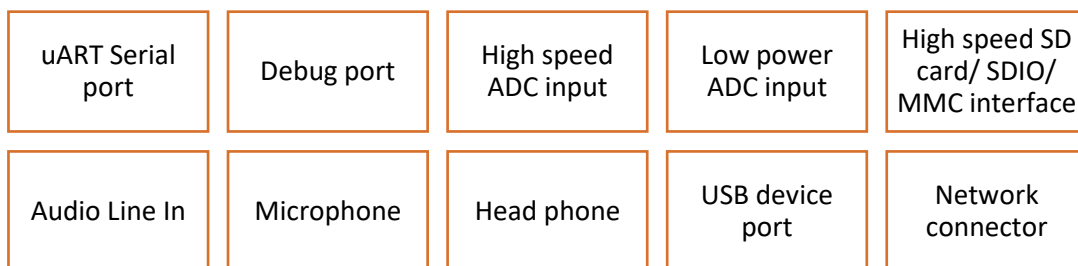 uART Serial
port
Debug port
High speed
ADC input
Low power
ADC input
High speed SD
card/ SDIO/
MMC interface
Audio Line In
Microphone
Head phone
USB device
port
Network
connector